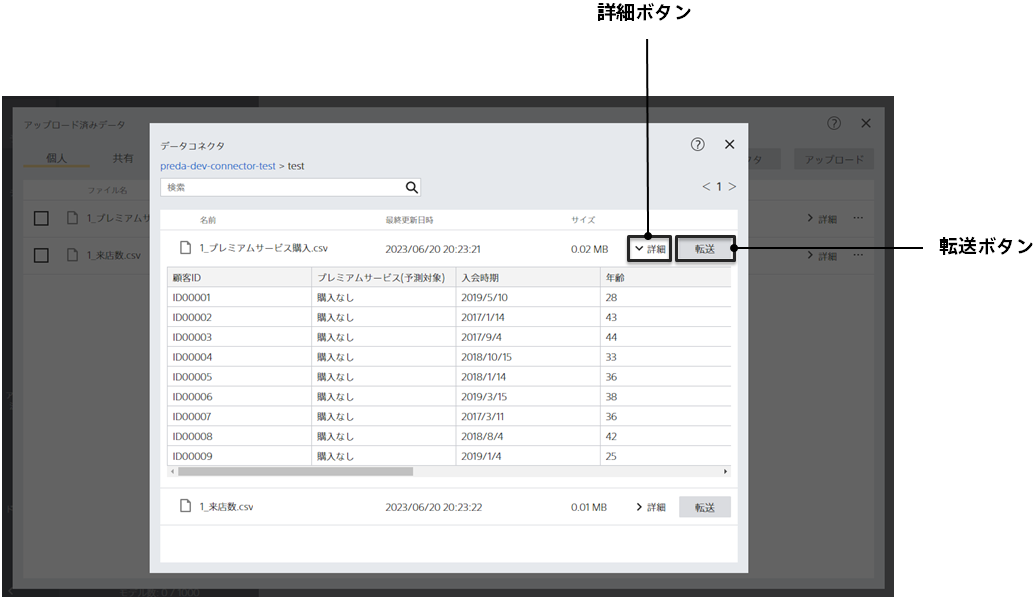 詳細ボタン
アップロード済みデータ
個人 共有
アップロード
ファイル名
1_プレミアムサ
詳細 ...
1_来店数.csv
詳細 ...
データコネクタ
preda-dev-connector-test > test
検索
< 1 >
名前 最終更新日時 サイズ
1_プレミアムサービス購入.csv 2023/06/20 20:23:21 0.02 MB 詳細 転送
転送ボタン
顧客ID プレミアムサービス(予測対象) 入会時期 年齢
ID00001 購入なし 2019/5/10 28
ID00002 購入なし 2017/1/14 43
ID00003 購入なし 2017/9/4 44
ID00004 購入なし 2018/10/15 33
ID00005 購入なし 2018/1/14 36
ID00006 購入なし 2019/3/15 38
ID00007 購入なし 2017/3/11 36
ID00008 購入なし 2018/8/4 42
ID00009 購入なし 2019/1/4 25
1_来店数.csv 2023/06/20 20:23:22 0.01 MB 詳細 転送